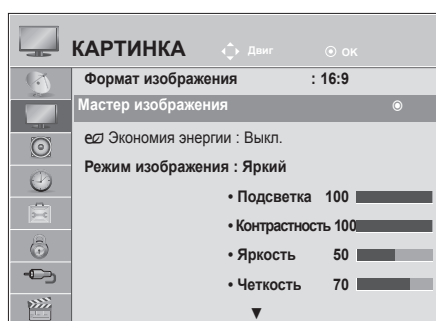 КАРТИНКА Двиг ОК
Формат изображения : 16:9
Мастер изображения
Экономия энергии : Выкл.
Режим изображения : Яркий
• Подсветка 100
• Контрастность 100
• Яркость 50
• Четкость 70